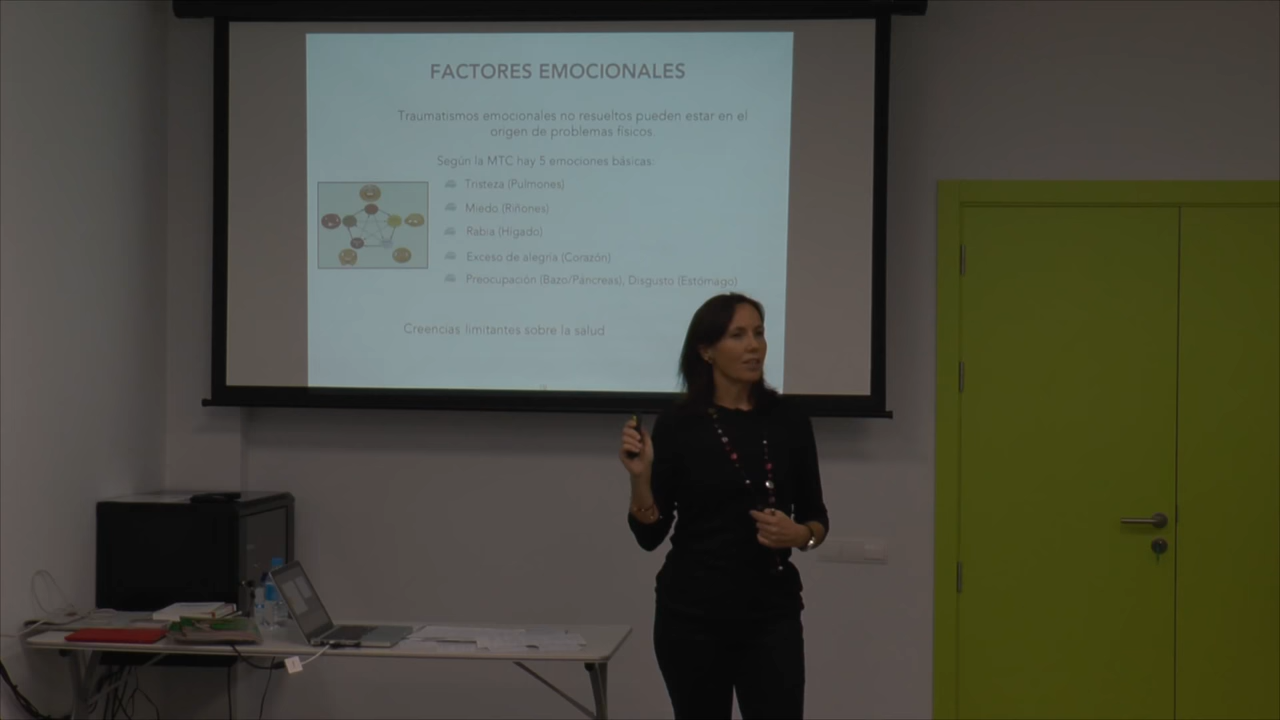 FACTORES EMOCIONALES
Traumatismos emocionales no resueltos pueden estar en el
origen de problemas físicos.
Según la MTC hay 5 emociones básicas:
Tristeza (Pulmones)
Miedo (Riñones)
Rabia (Hígado)
Exceso de alegría (Corazón)
Preocupación (Bazo/Páncreas), Disgusto (Estómago)
Creencias limitantes sobre la salud